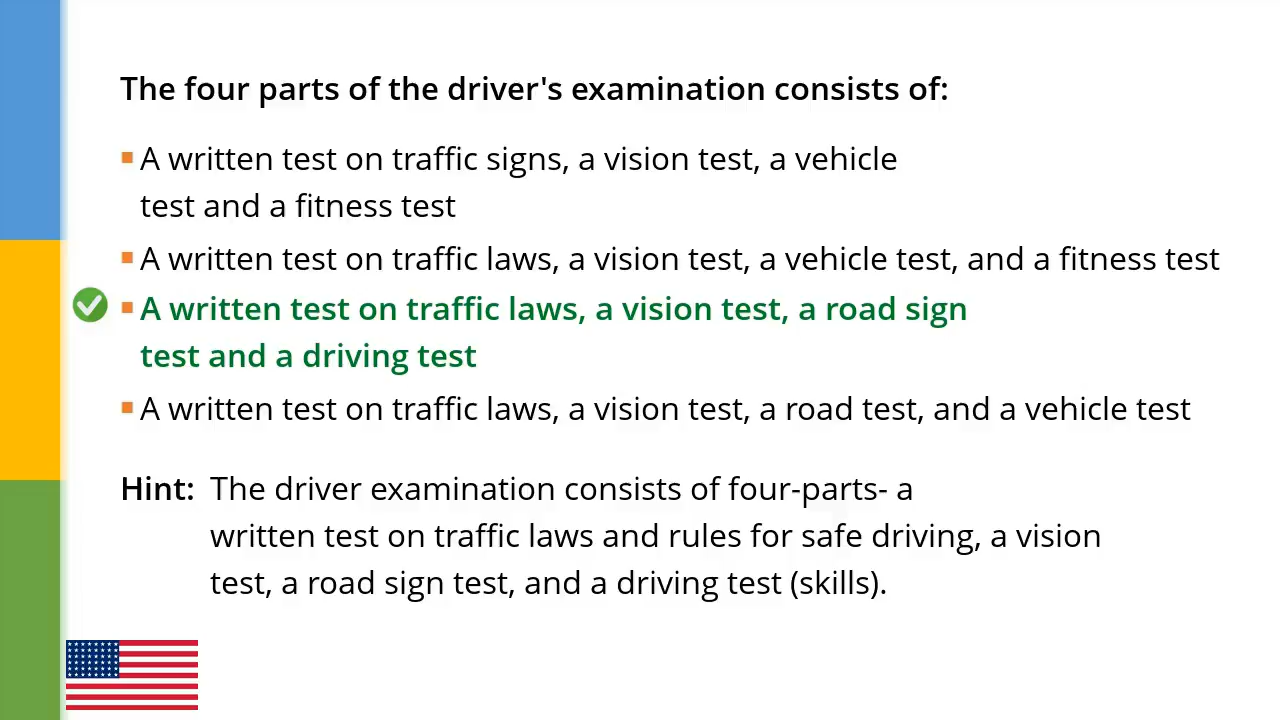 The four parts of the driver's examination consists of:
A written test on traffic signs, a vision test, a vehicle
test and a fitness test
A written test on traffic laws, a vision test, a vehicle test, and a fitness test
A written test on traffic laws, a vision test, a road sign
test and a driving test
A written test on traffic laws, a vision test, a road test, and a vehicle test
Hint: The driver examination consists of four-parts- a
written test on traffic laws and rules for safe driving, a vision
test, a road sign test, and a driving test (skills).